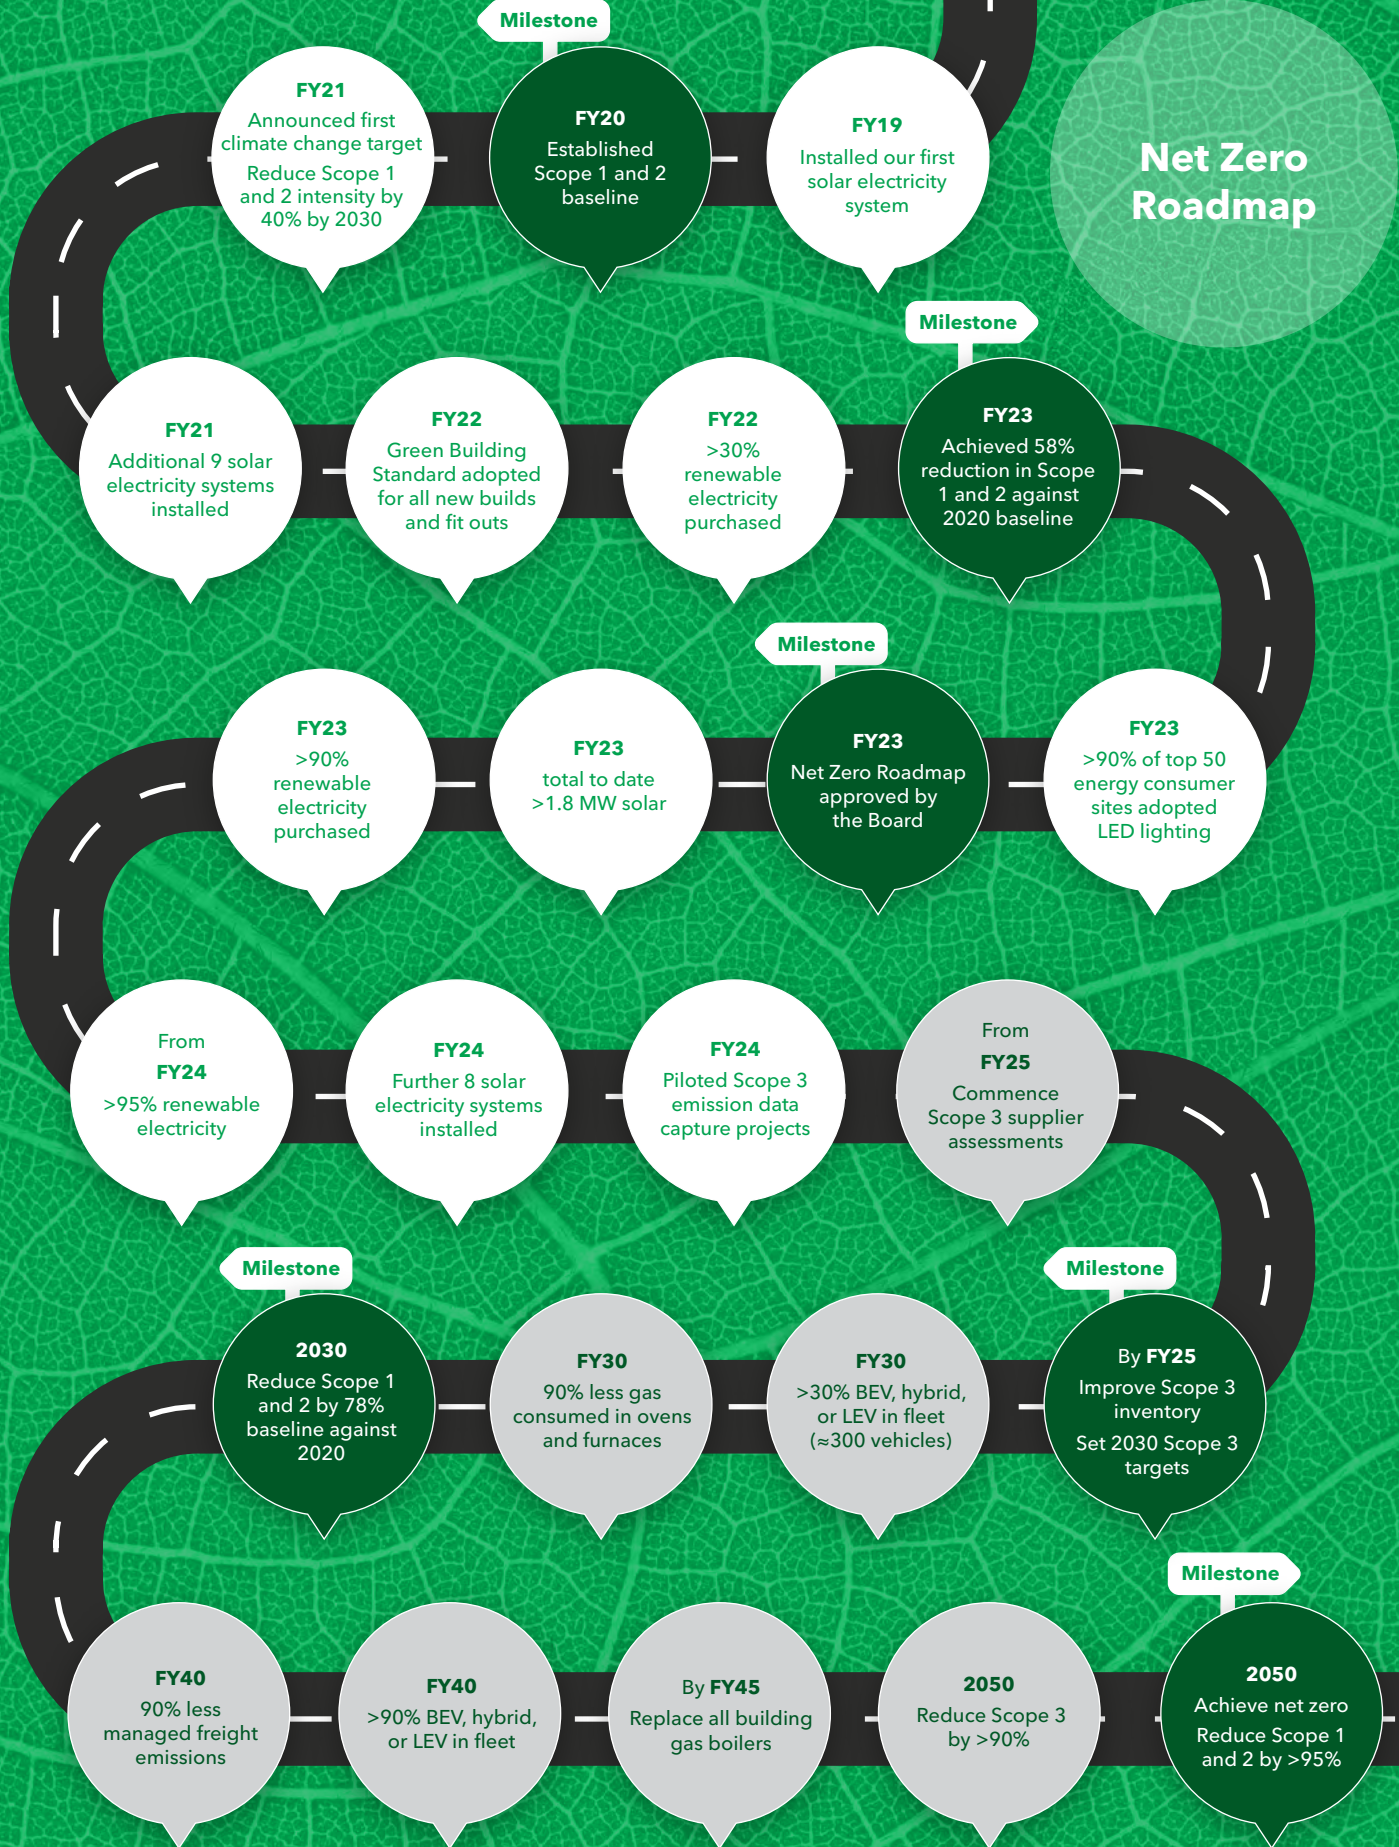 Net Zero
Roadmap
FY19
Installed our first
solar electricity
system
Milestone
FY20
Established
Scope 1 and 2
baseline
FY21
Announced first
climate change target
Reduce Scope 1
and 2 intensity by
40% by 2030
FY21
Additional 9 solar
electricity systems
installed
FY22
Green Building
Standard adopted
for all new builds
and fit outs
FY22
>30%
renewable
electricity
purchased
Milestone
FY23
Achieved 58%
reduction in Scope
1 and 2 against
2020 baseline
FY23
>90% of top 50
energy consumer
sites adopted
LED lighting
Milestone
FY23
Net Zero Roadmap
approved by
the Board
FY23
total to date
>1.8 MW solar
FY23
>90%
renewable
electricity
purchased
From
FY24
>95% renewable
electricity
FY24
Further 8 solar
electricity systems
installed
FY24
Piloted Scope 3
emission data
capture projects
From
FY25
Commence
Scope 3 supplier
assessments
Milestone
By FY25
Improve Scope 3
inventory
Set 2030 Scope 3
targets
FY30
>30% BEV, hybrid,
or LEV in fleet
(≈300 vehicles)
FY30
90% less gas
consumed in ovens
and furnaces
Milestone
2030
Reduce Scope 1
and 2 by 78%
baseline against
2020
FY40
90% less
managed freight
emissions
FY40
>90% BEV, hybrid,
or LEV in fleet
By FY45
Replace all building
gas boilers
2050
Reduce Scope 3
by >90%
Milestone
2050
Achieve net zero
Reduce Scope 1
and 2 by >95%